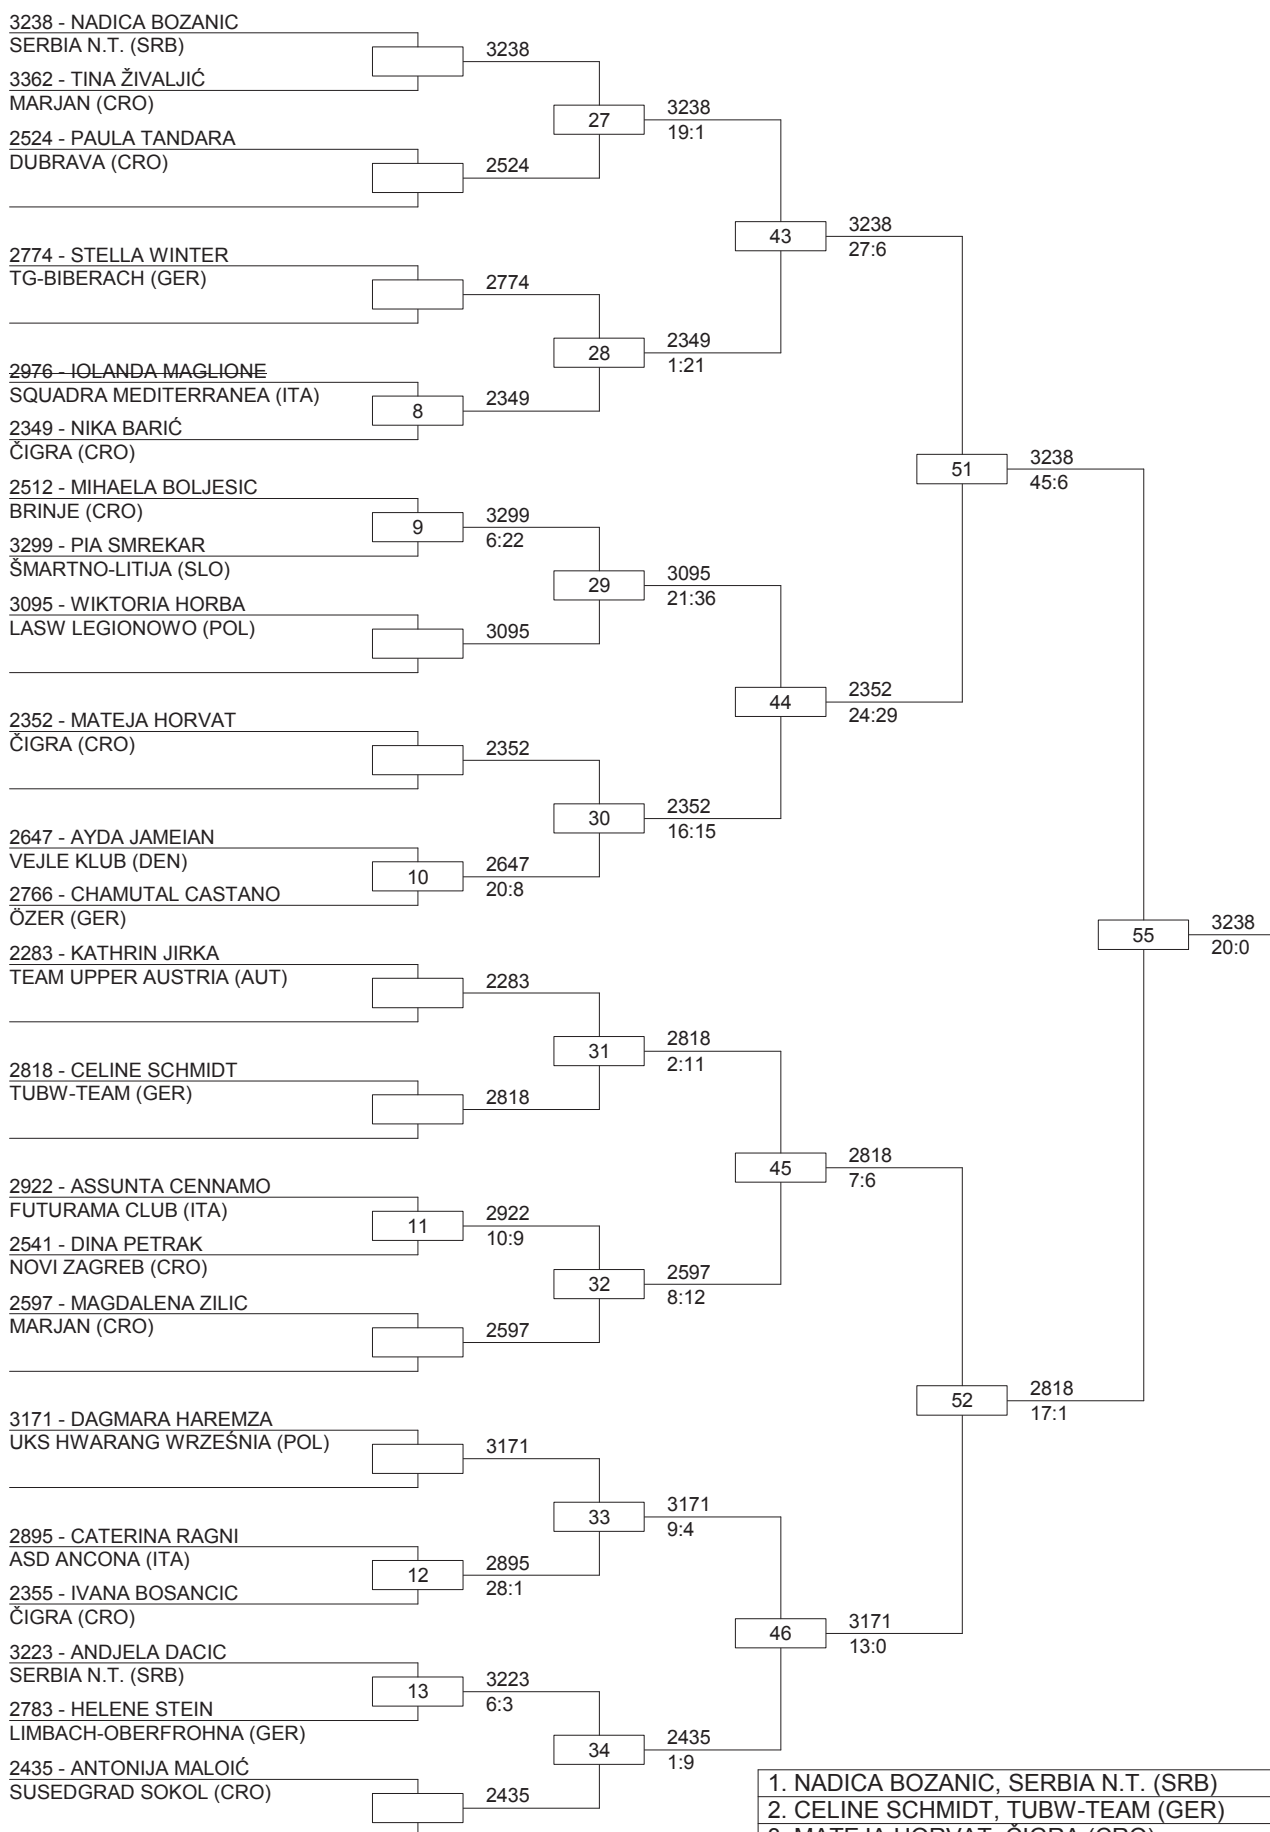 3238 - NADICA BOZANIC
SERBIA N.T. (SRB)
3238
3362 - TINA ŽIVALJIĆ
MARJAN (CRO)
27
3238
19:1
2524 - PAULA TANDARA
DUBRAVA (CRO)
2524
43
3238
27:6
2774 - STELLA WINTER
TG-BIBERACH (GER)
2774
28
2349
1:21
2976 - IOLANDA MAGLIONE
SQUADRA MEDITERRANEA (ITA)
8
2349
2349 - NIKA BARIĆ
ČIGRA (CRO)
51
3238
45:6
2512 - MIHAELA BOLJESIC
BRINJE (CRO)
9
3299
6:22
3299 - PIA SMREKAR
ŠMARTNO-LITIJA (SLO)
29
3095
21:36
3095 - WIKTORIA HORBA
LASW LEGIONOWO (POL)
3095
44
2352
24:29
2352 - MATEJA HORVAT
ČIGRA (CRO)
2352
30
2352
16:15
2647 - AYDA JAMEIAN
VEJLE KLUB (DEN)
10
2647
20:8
2766 - CHAMUTAL CASTANO
ÖZER (GER)
55
3238
20:0
2283 - KATHRIN JIRKA
TEAM UPPER AUSTRIA (AUT)
2283
31
2818
2:11
2818 - CELINE SCHMIDT
TUBW-TEAM (GER)
2818
45
2818
7:6
2922 - ASSUNTA CENNAMO
FUTURAMA CLUB (ITA)
11
2922
10:9
2541 - DINA PETRAK
NOVI ZAGREB (CRO)
32
2597
8:12
2597 - MAGDALENA ZILIC
MARJAN (CRO)
2597
52
2818
17:1
3171 - DAGMARA HAREMZA
UKS HWARANG WRZEŚNIA (POL)
3171
33
3171
9:4
2895 - CATERINA RAGNI
ASD ANCONA (ITA)
12
2895
28:1
2355 - IVANA BOSANCIC
ČIGRA (CRO)
46
3171
13:0
3223 - ANDJELA DACIC
SERBIA N.T. (SRB)
13
3223
6:3
2783 - HELENE STEIN
LIMBACH-OBERFROHNA (GER)
34
2435
1:9
2435 - ANTONIJA MALOIĆ
SUSEDGRAD SOKOL (CRO)
2435
1. NADICA BOZANIC, SERBIA N.T. (SRB)
2. CELINE SCHMIDT, TUBW-TEAM (GER)
3. MATEJA HORVAT, ČIGRA (CRO)